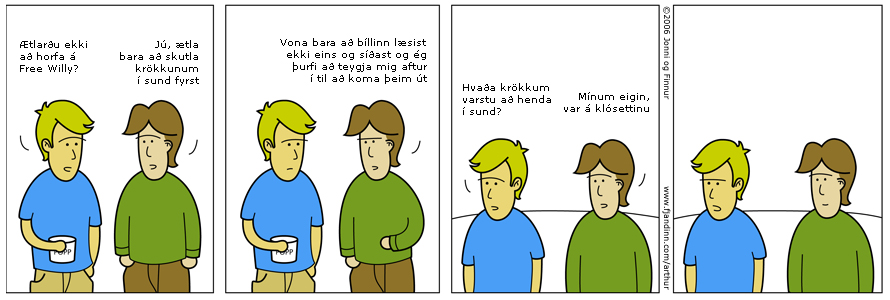 Ætlarðu ekki
að horfa á
Free Willy?
Jú, ætla
bara að skutla
krökkunum
í sund fyrst
POPP
Vona bara að bíllinn læsist
ekki eins og síðast og ég
þurfi að teygja mig aftur
í til að koma þeim út
POPP
Hvaða krökkum
varstu að henda
í sund?
Mínum eigin,
var á klósettinu
©2006 Jonni og Finnur
www.fjandinn.com/arthur